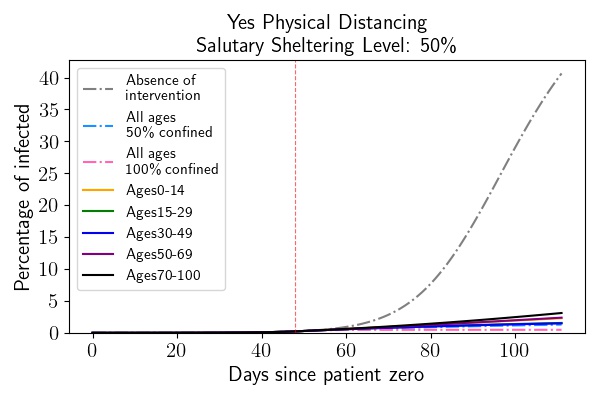 Yes Physical Distancing
Salutary Sheltering Level: 50%
Percentage of infected
40
35
30
25
20
15
10
5
0
Absence of
intervention
All ages
50% confined
All ages
100% confined
Ages0-14
Ages15-29
Ages30-49
Ages50-69
Ages70-100
0 20 40 60 80 100
Days since patient zero